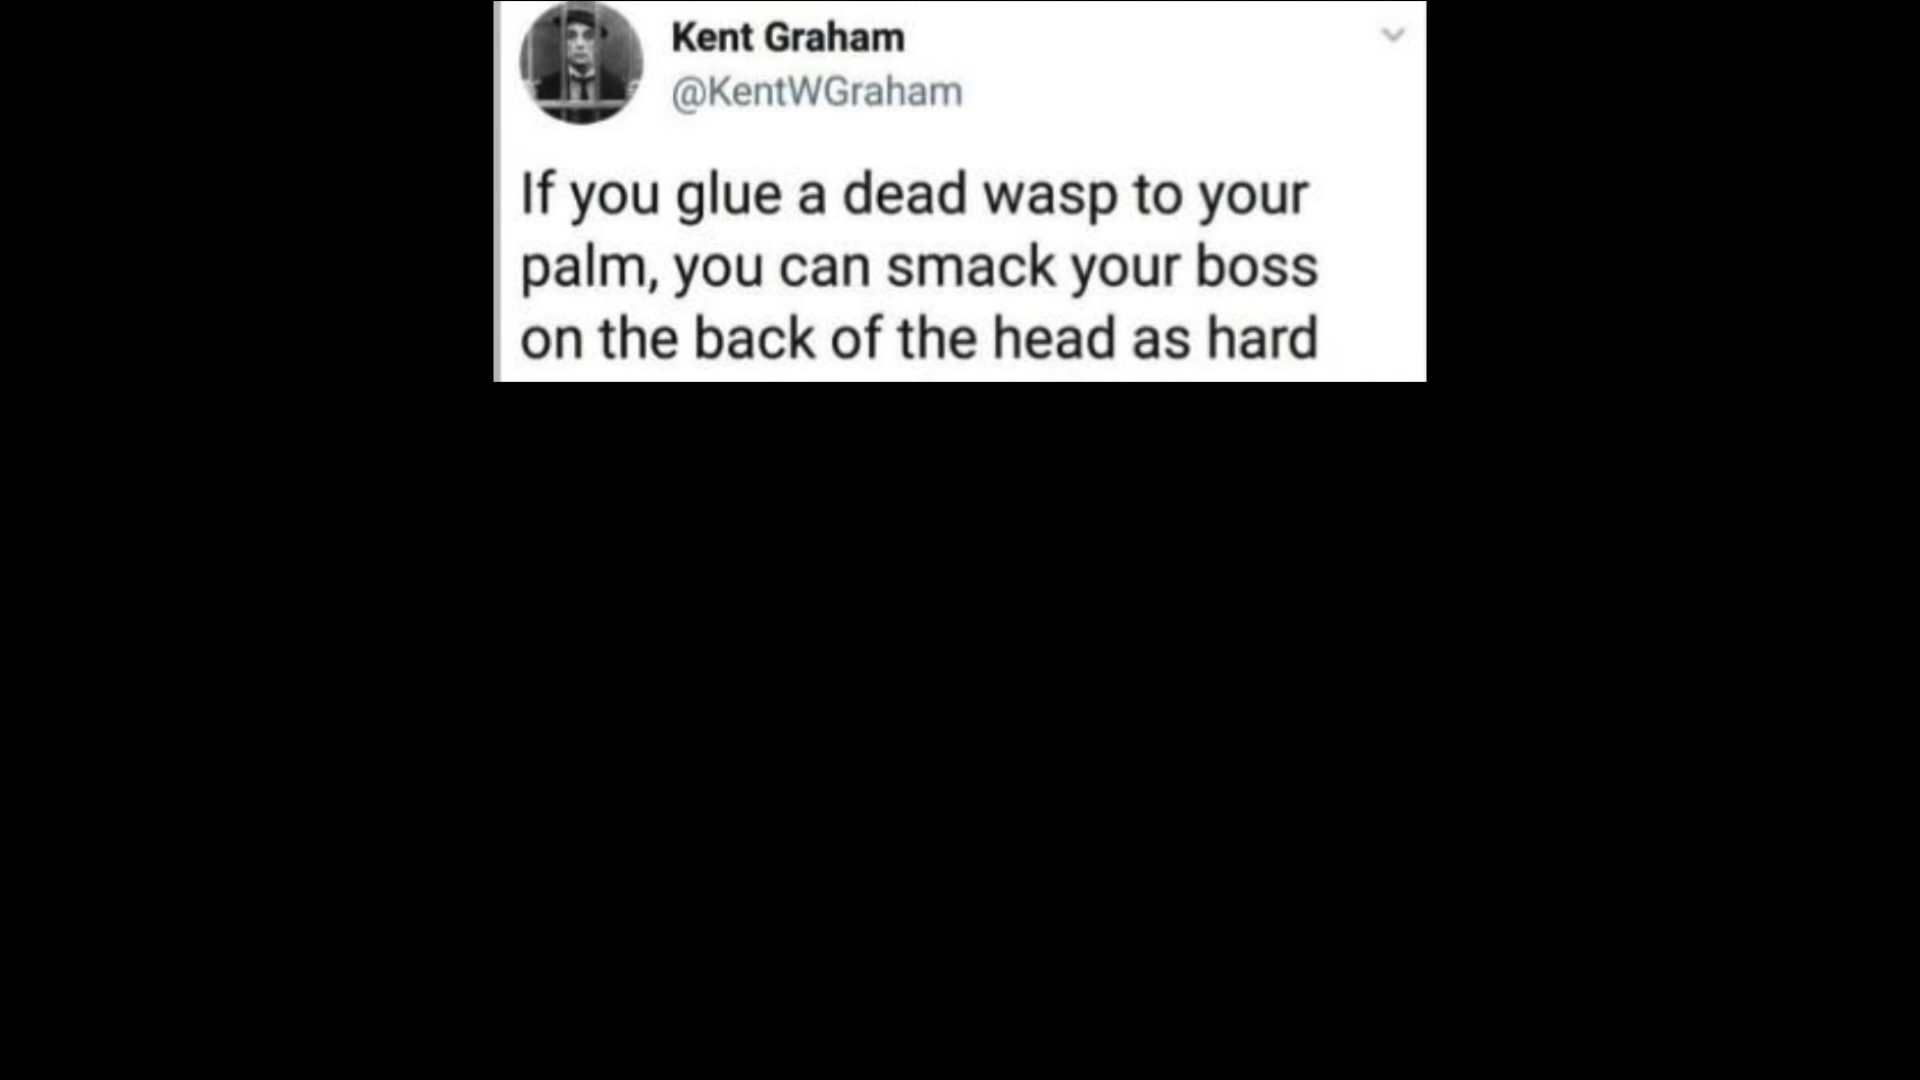 Kent Graham
@KentWGraham
If you glue a dead wasp to your
palm, you can smack your boss
on the back of the head as hard